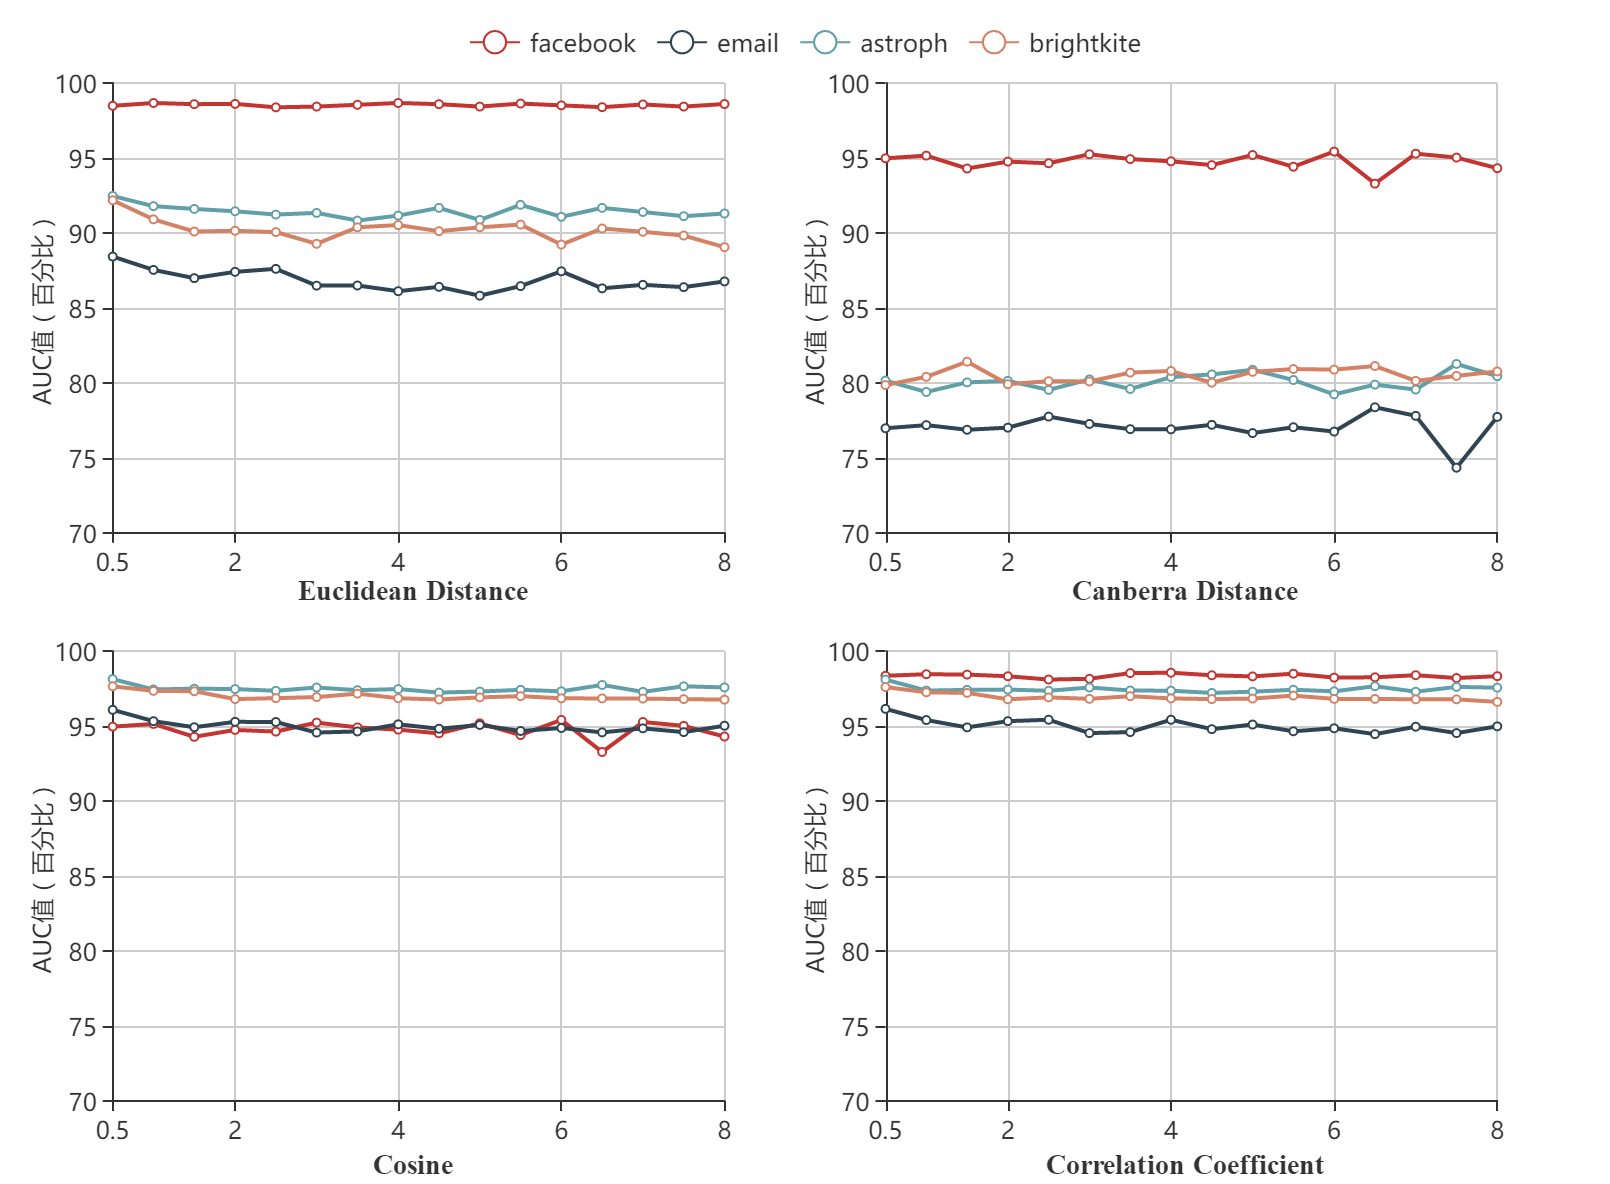 facebook email astroph brightkite
100
95
90
85
80
75
70
AUC值（百分比）
0.5 2 4 6 8
Euclidean Distance
100
95
90
85
80
75
70
AUC值（百分比）
0.5 2 4 6 8
Canberra Distance
100
95
90
85
80
75
70
AUC值（百分比）
0.5 2 4 6 8
Cosine
100
95
90
85
80
75
70
AUC值（百分比）
0.5 2 4 6 8
Correlation Coefficient